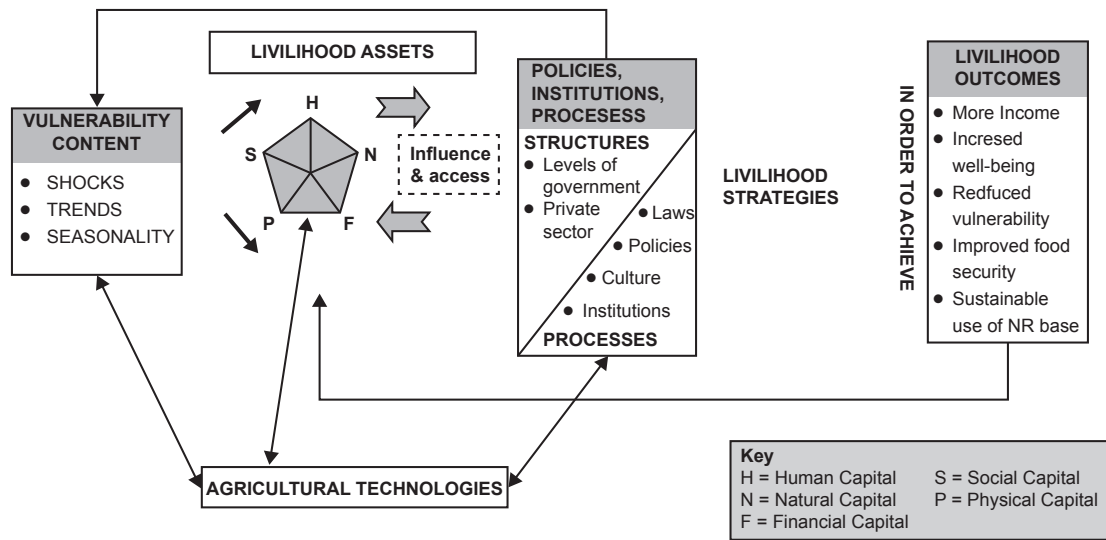 LIVILIHOOD ASSETS
H
S
N
P
F
Influence
& access
VULNERABILITY
CONTENT
● SHOCKS
● TRENDS
● SEASONALITY
POLICIES,
INSTITUTIONS,
PROCESESS
STRUCTURES
● Levels of
government
● Private
sector
● Laws
● Policies
● Culture
● Institutions
PROCESSES
LIVILIHOOD
STRATEGIES
IN ORDER TO ACHIEVE
LIVILIHOOD
OUTCOMES
● More Income
● Incresed
well-being
● Redfuced
vulnerability
● Improved food
security
● Sustainable
use of NR base
AGRICULTURAL TECHNOLOGIES
Key
H = Human Capital S = Social Capital
N = Natural Capital P = Physical Capital
F = Financial Capital